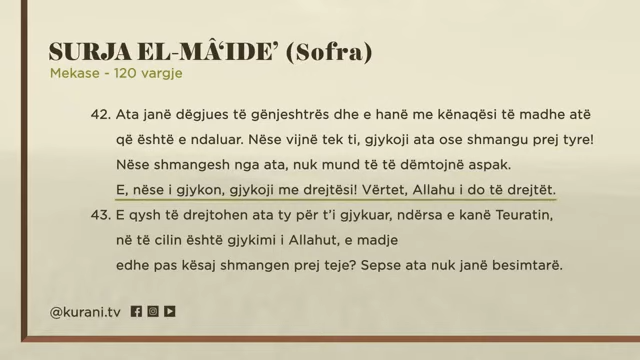 SURJA EL-MÂ‘IDE’ (Sofra)
Mekase - 120 vargje
42. Ata janë dëgjues të gënjeshtrës dhe e hanë me kënaqësi të madhe atë
që është e ndaluar. Nëse vijnë tek ti, gjykoji ata ose shmangu prej tyre!
Nëse shmangesh nga ata, nuk mund të të dëmtojnë aspak.
E, nëse i gjykon, gjykoji me drejtësi! Vërtet, Allahu i do të drejtët.
43. E qysh të drejtohen ata ty për t’i gjykuar, ndërsa e kanë Teuratin,
në të cilin është gjykimi i Allahut, e madje
edhe pas kësaj shmangen prej teje? Sepse ata nuk janë besimtarë.
@kurani.tv